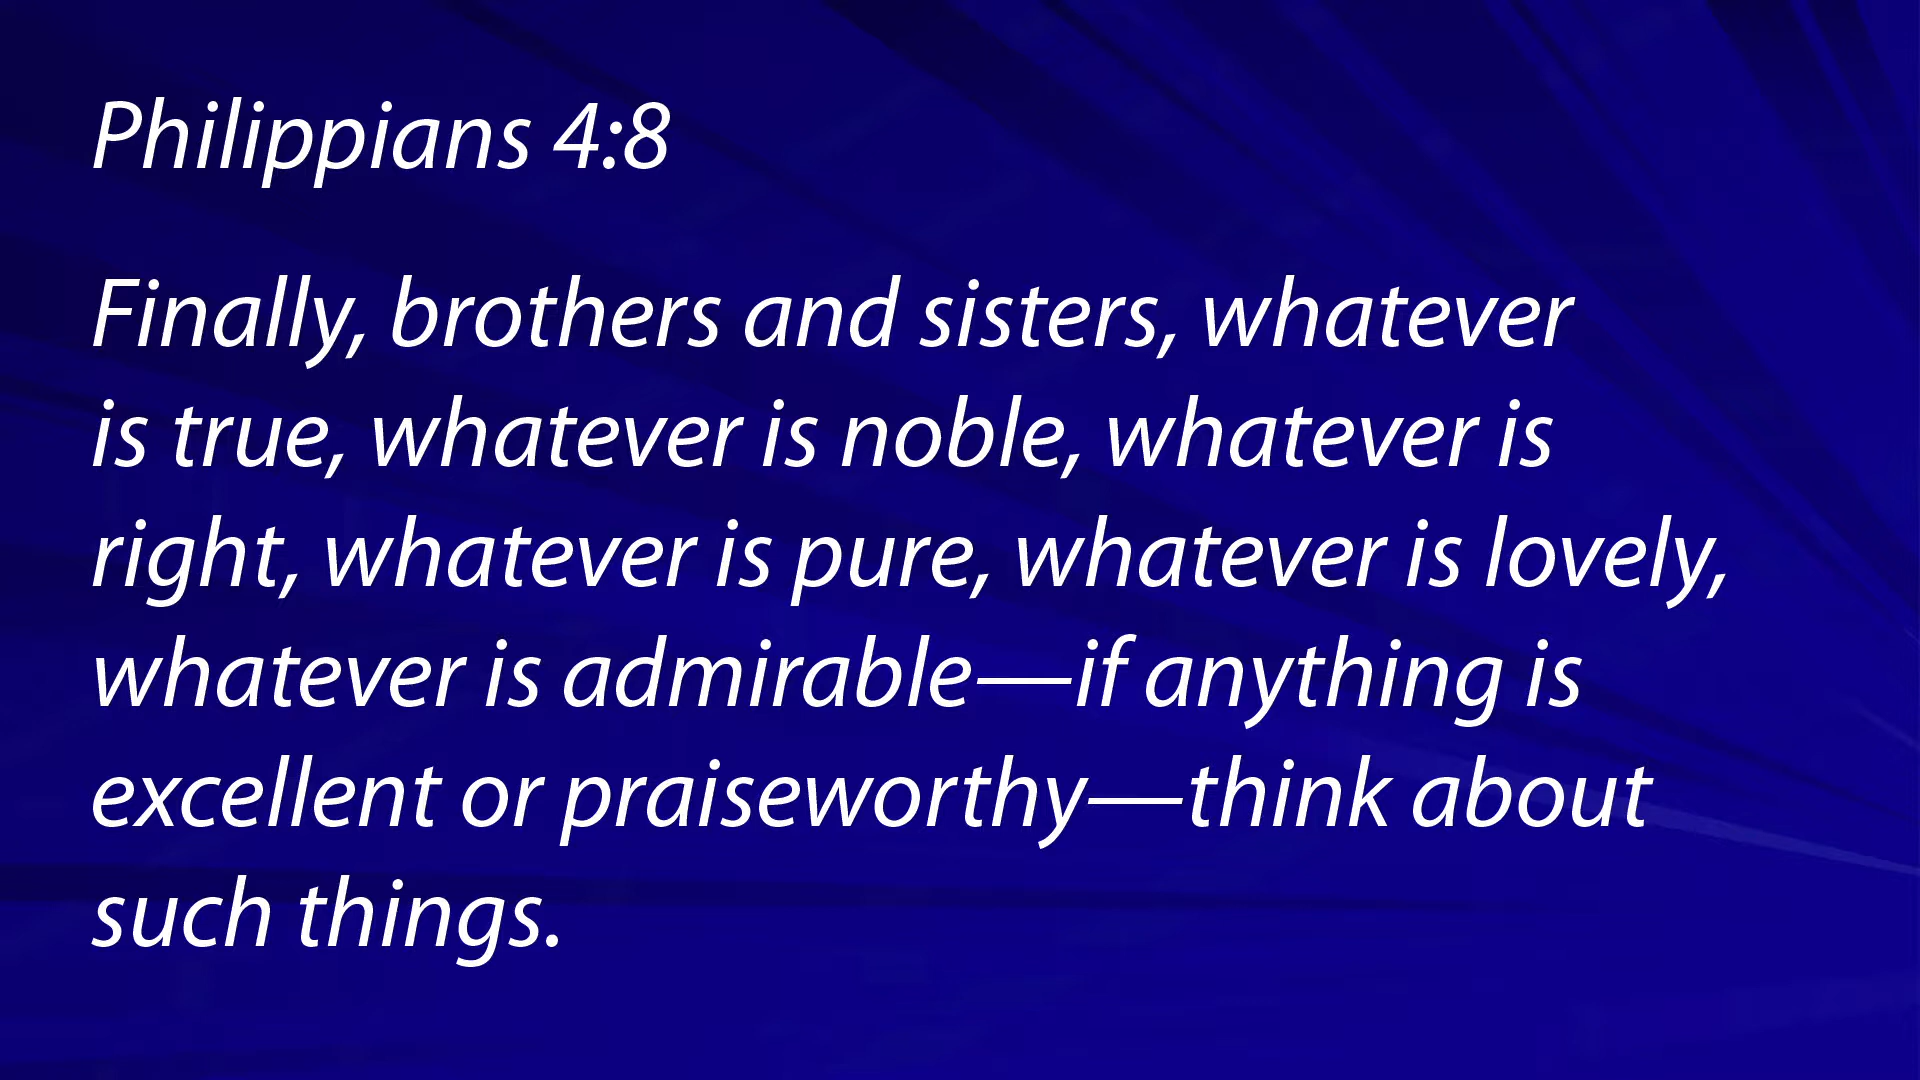 Philippians 4:8
Finally, brothers and sisters, whatever
is true, whatever is noble, whatever is
right, whatever is pure, whatever is lovely,
whatever is admirable—if anything is
excellent or praiseworthy—think about
such things.